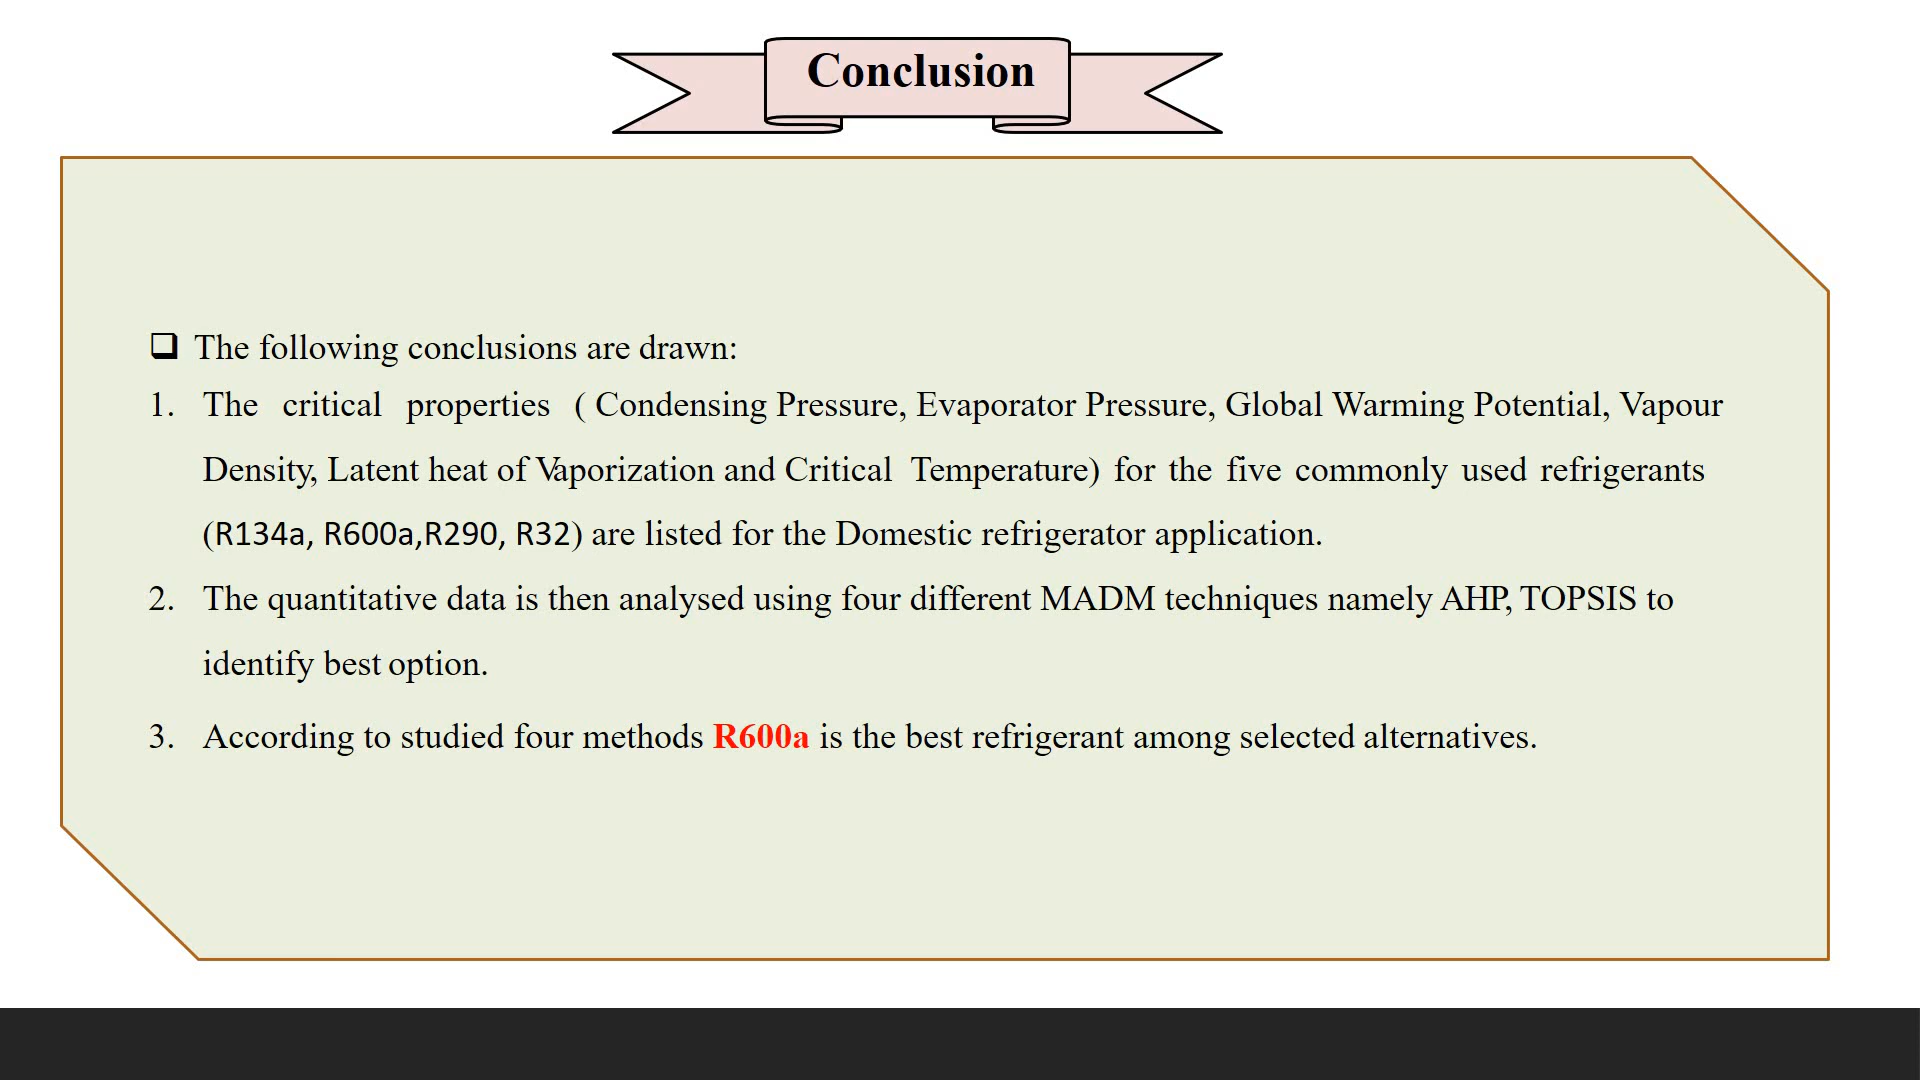 Conclusion
The following conclusions are drawn:
1. The critical properties ( Condensing Pressure, Evaporator Pressure, Global Warming Potential, Vapour
Density, Latent heat of Vaporization and Critical Temperature) for the five commonly used refrigerants
(R134a, R600a,R290, R32) are listed for the Domestic refrigerator application.
2. The quantitative data is then analysed using four different MADM techniques namely AHP, TOPSIS to
identify best option.
3. According to studied four methods R600a is the best refrigerant among selected alternatives.